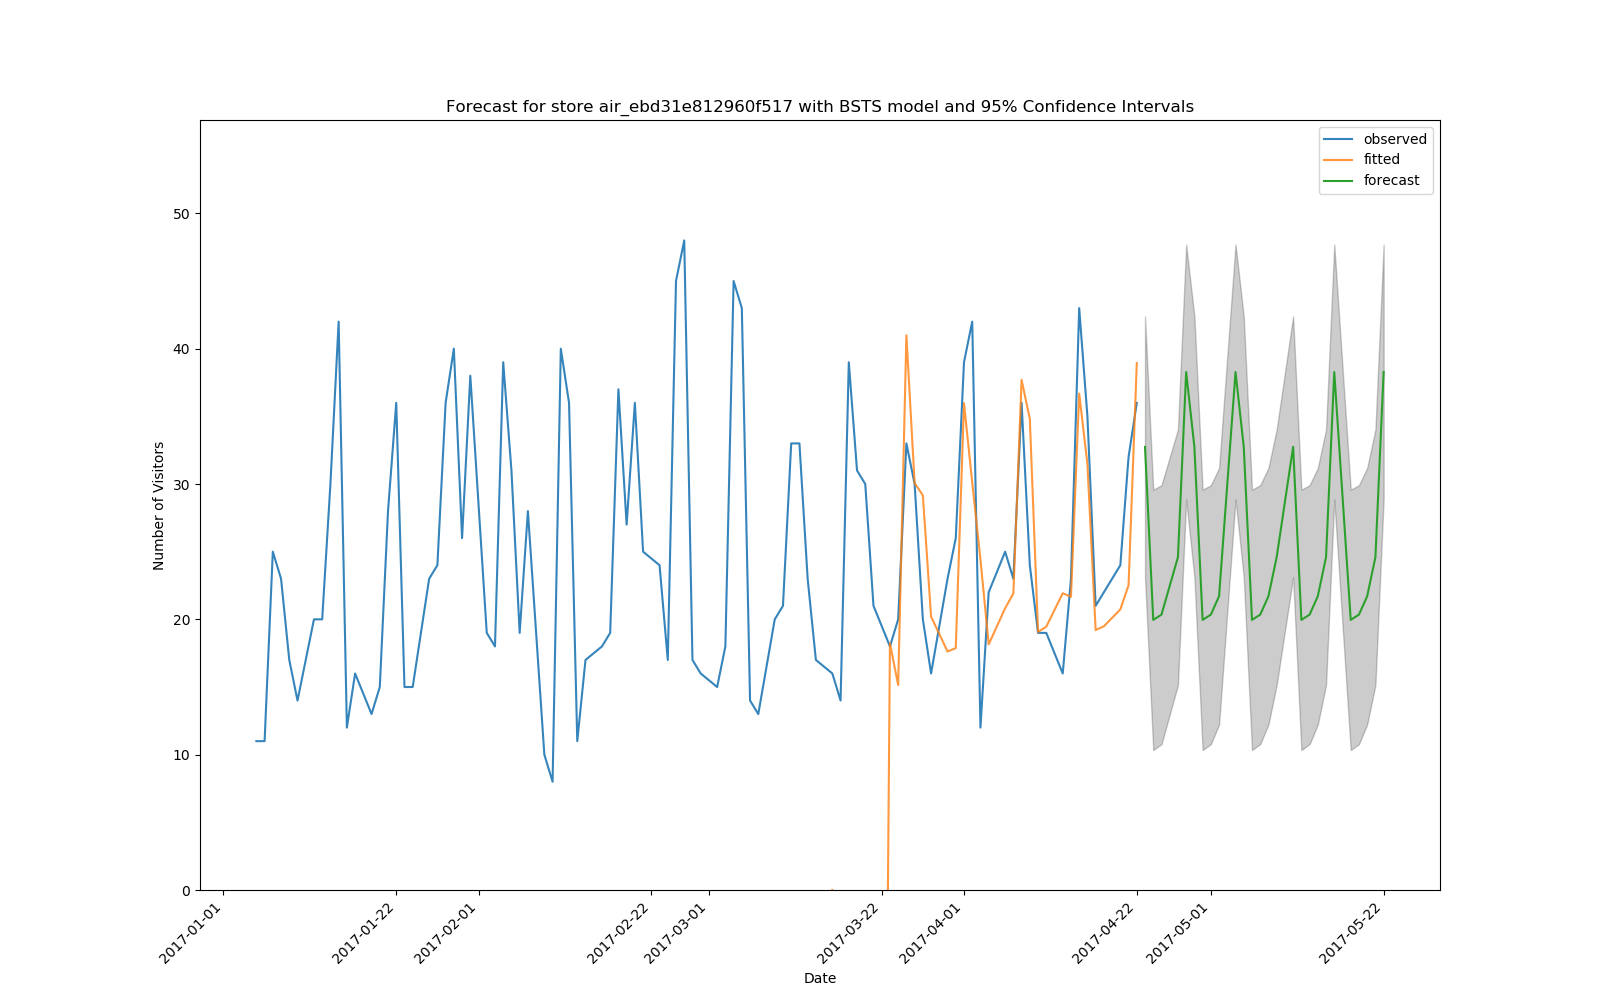 Forecast for store air_ebd31e812960f517 with BSTS model and 95% Confidence Intervals
observed
fitted
forecast
Number of Visitors
50
40
30
20
10
0
2017-01-01
2017-01-22
2017-02-01
2017-02-22
2017-03-01
2017-03-22
2017-04-01
2017-04-22
2017-05-01
2017-05-22
Date